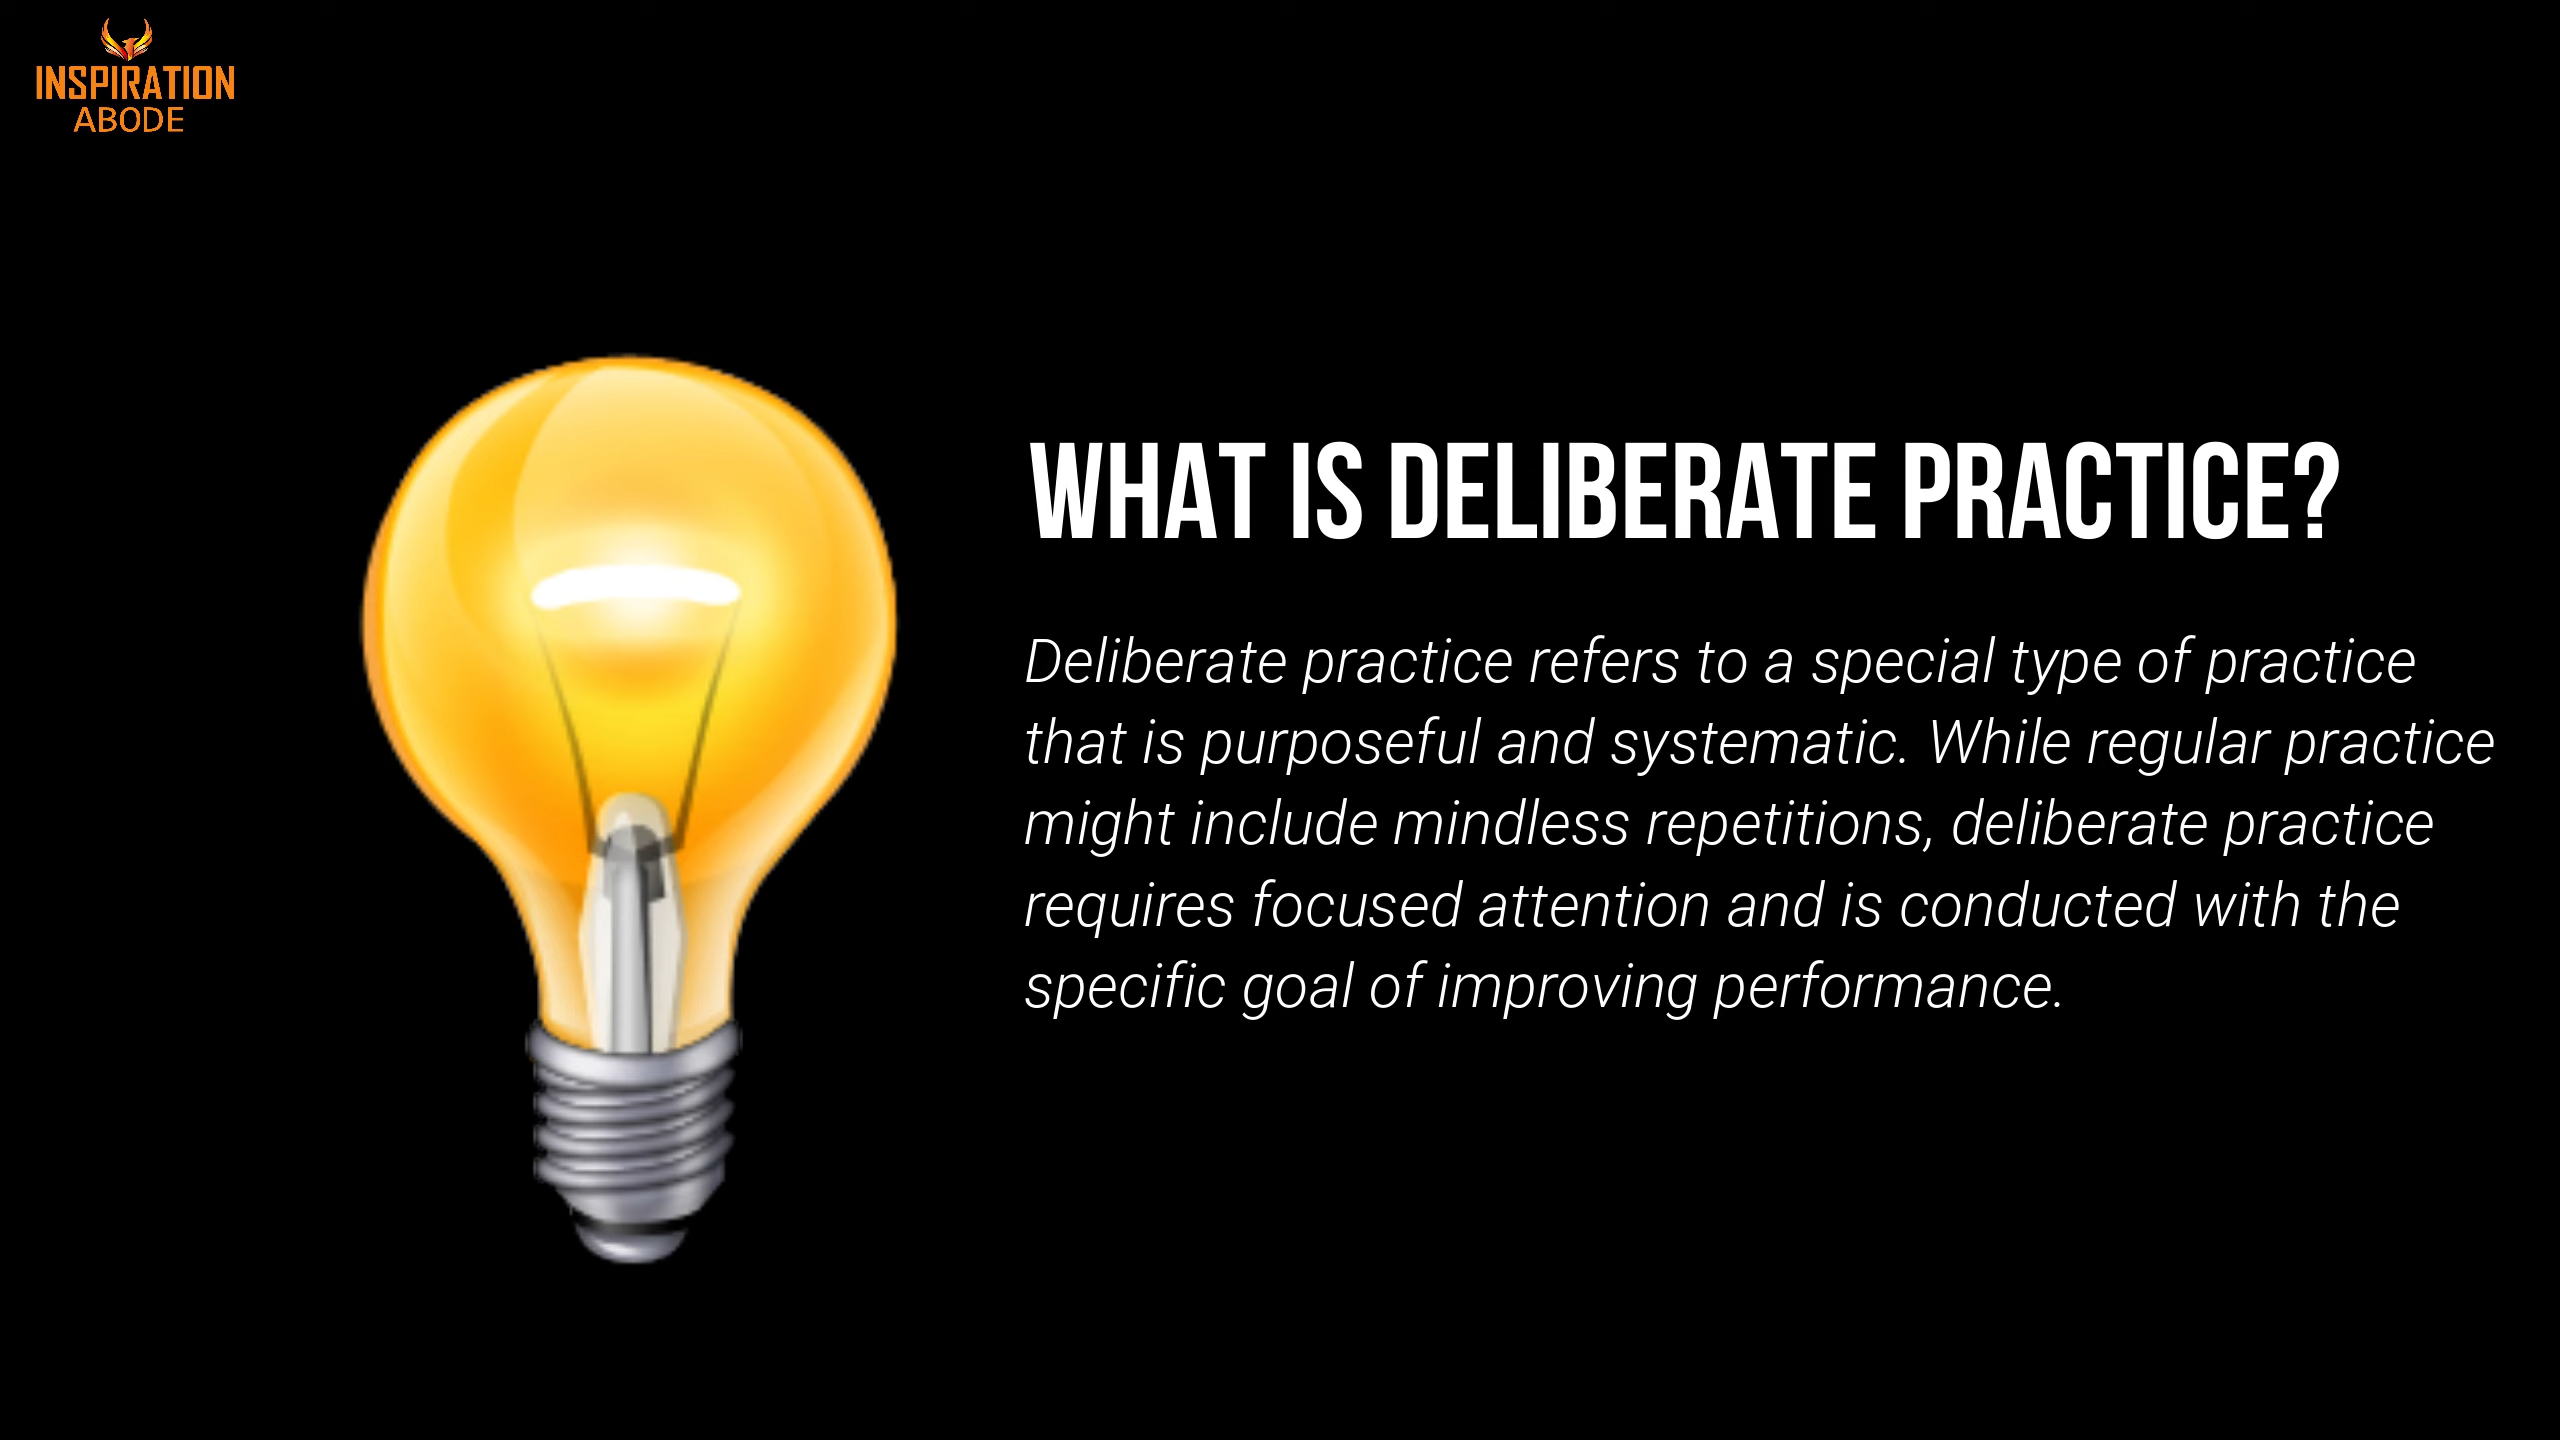 INSPIRATION
ABODE
WHAT IS DELIBERATE PRACTICE?
Deliberate practice refers to a special type of practice
that is purposeful and systematic. While regular practice
might include mindless repetitions, deliberate practice
requires focused attention and is conducted with the
specific goal of improving performance.